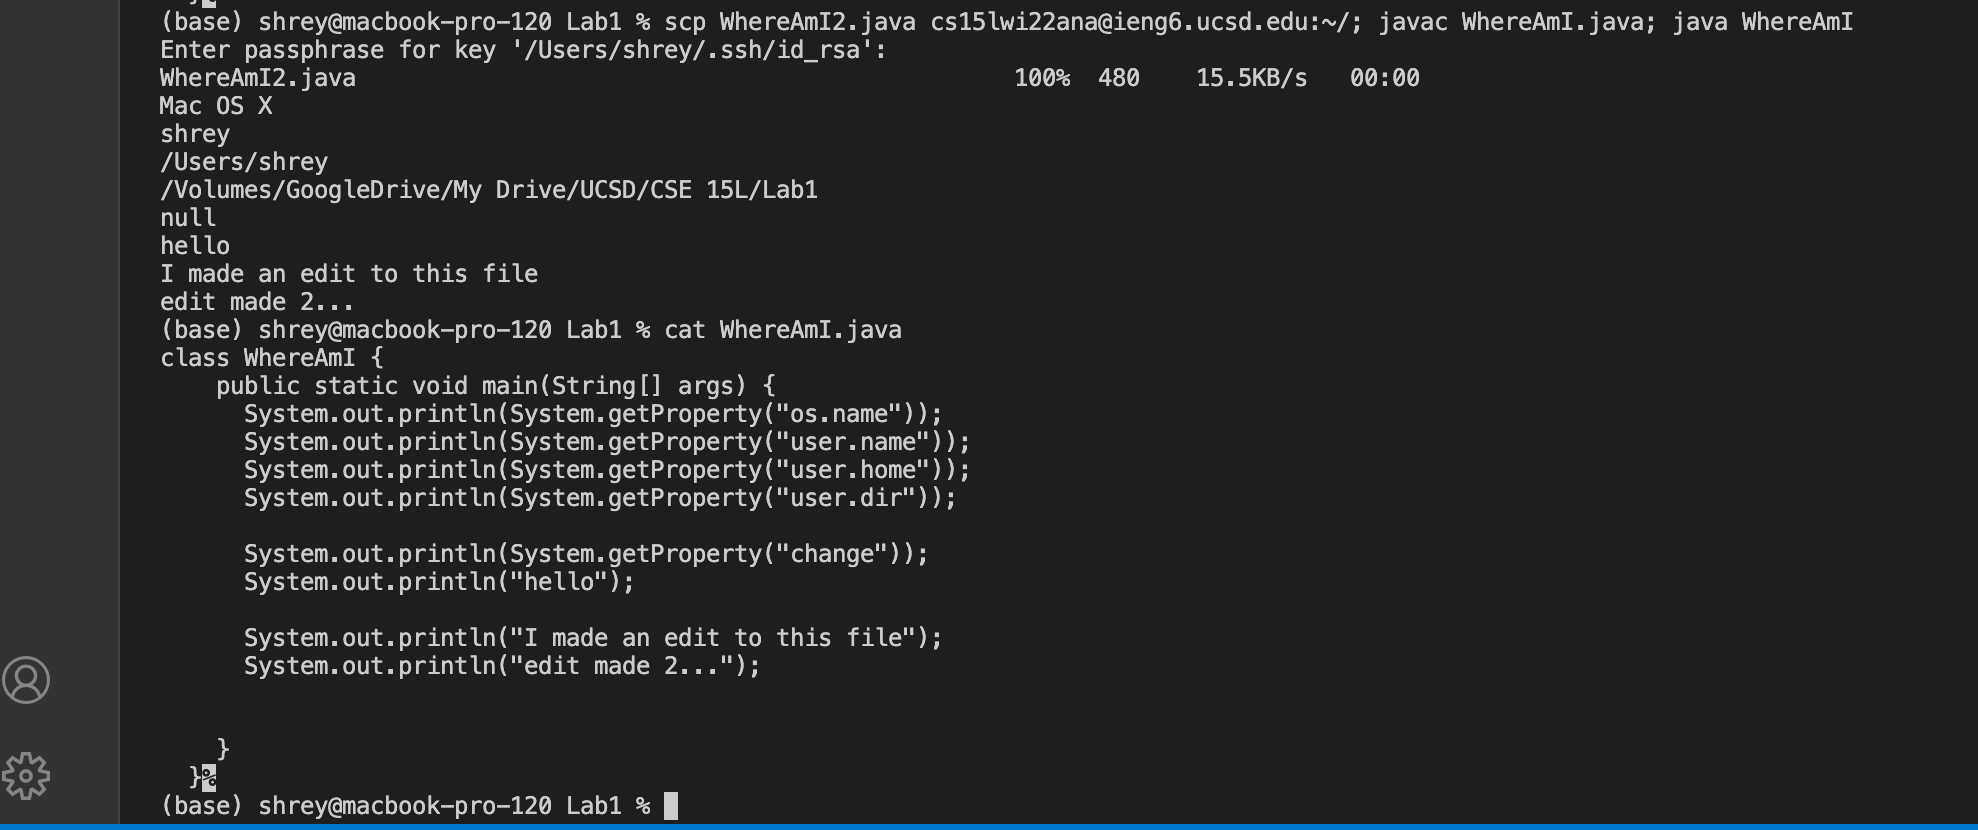 (base) shrey@macbook-pro-120 Lab1 % scp WhereAmI2.java cs15lwi22ana@ieng6.ucsd.edu:~/; javac WhereAmI.java; java WhereAmI
Enter passphrase for key '/Users/shrey/.ssh/id_rsa':
WhereAmI2.java 100% 480 15.5KB/s 00:00
Mac OS X
shrey
/Users/shrey
/Volumes/GoogleDrive/My Drive/UCSD/CSE 15L/Lab1
null
hello
I made an edit to this file
edit made 2...
(base) shrey@macbook-pro-120 Lab1 % cat WhereAmI.java
class WhereAmI {
    public static void main(String[] args) {
      System.out.println(System.getProperty("os.name"));
      System.out.println(System.getProperty("user.name"));
      System.out.println(System.getProperty("user.home"));
      System.out.println(System.getProperty("user.dir"));

      System.out.println(System.getProperty("change"));
      System.out.println("hello");

      System.out.println("I made an edit to this file");
      System.out.println("edit made 2...");


    }
  }%
(base) shrey@macbook-pro-120 Lab1 %